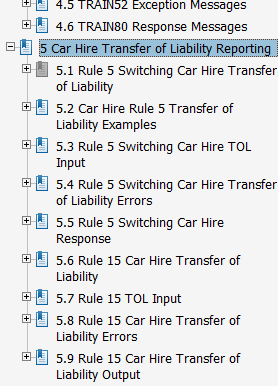 4.5 TRAIN52 Exception Messages
4.6 TRAIN80 Response Messages
5 Car Hire Transfer of Liability Reporting
5.1 Rule 5 Switching Car Hire Transfer
of Liability
5.2 Car Hire Rule 5 Transfer of
Liability Examples
5.3 Rule 5 Switching Car Hire TOL
Input
5.4 Rule 5 Switching Car Hire Transfer
of Liability Errors
5.5 Rule 5 Switching Car Hire
Response
5.6 Rule 15 Car Hire Transfer of
Liability
5.7 Rule 15 TOL Input
5.8 Rule 15 Car Hire Transfer of
Liability Errors
5.9 Rule 15 Car Hire Transfer of
Liability Output